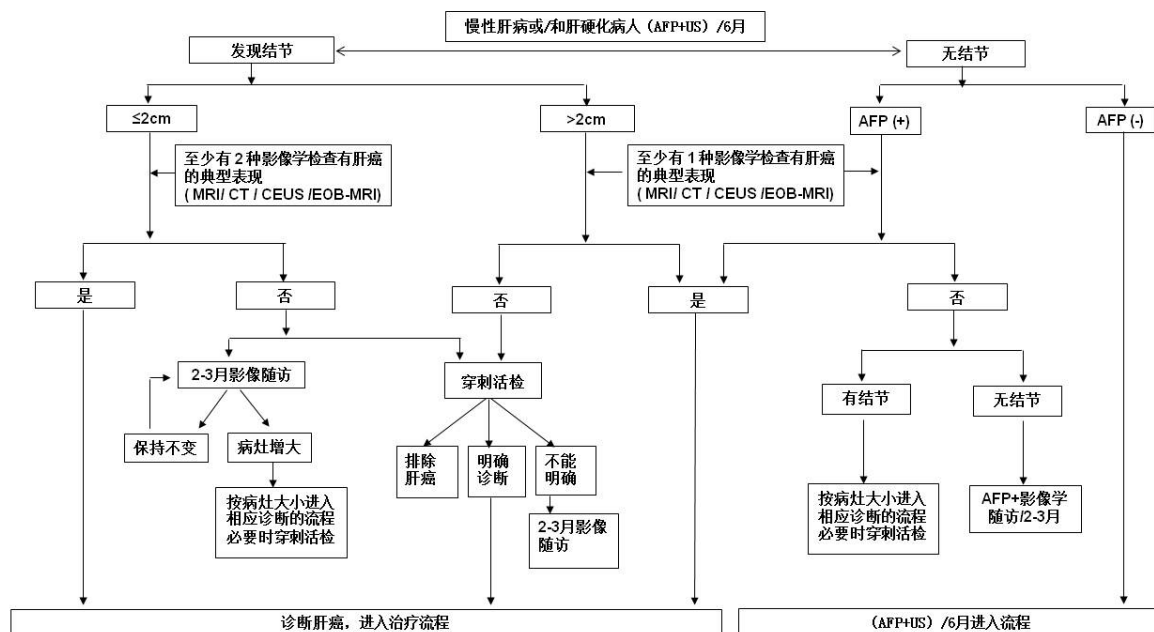 慢性肝病或/和肝硬化病人（AFP+US）/6月
发现结节
无结节
≤2cm
>2cm
AFP (+)
AFP (-)
至少有 2 种影像学检查有肝癌
的典型表现
( MRI/ CT / CEUS /EOB-MRI)
至少有 1 种影像学检查有肝癌
的典型表现
( MRI/ CT / CEUS /EOB-MRI)
是
否
否
是
否
2-3月影像随访
穿刺活检
有结节
无结节
保持不变
病灶增大
排除
肝癌
明确
诊断
不能
明确
按病灶大小进入
相应诊断的流程
必要时穿刺活检
2-3月影像
随访
按病灶大小进入
相应诊断的流程
必要时穿刺活检
AFP+影像学
随访/2-3月
诊断肝癌，进入治疗流程
（AFP+US）/6月进入流程